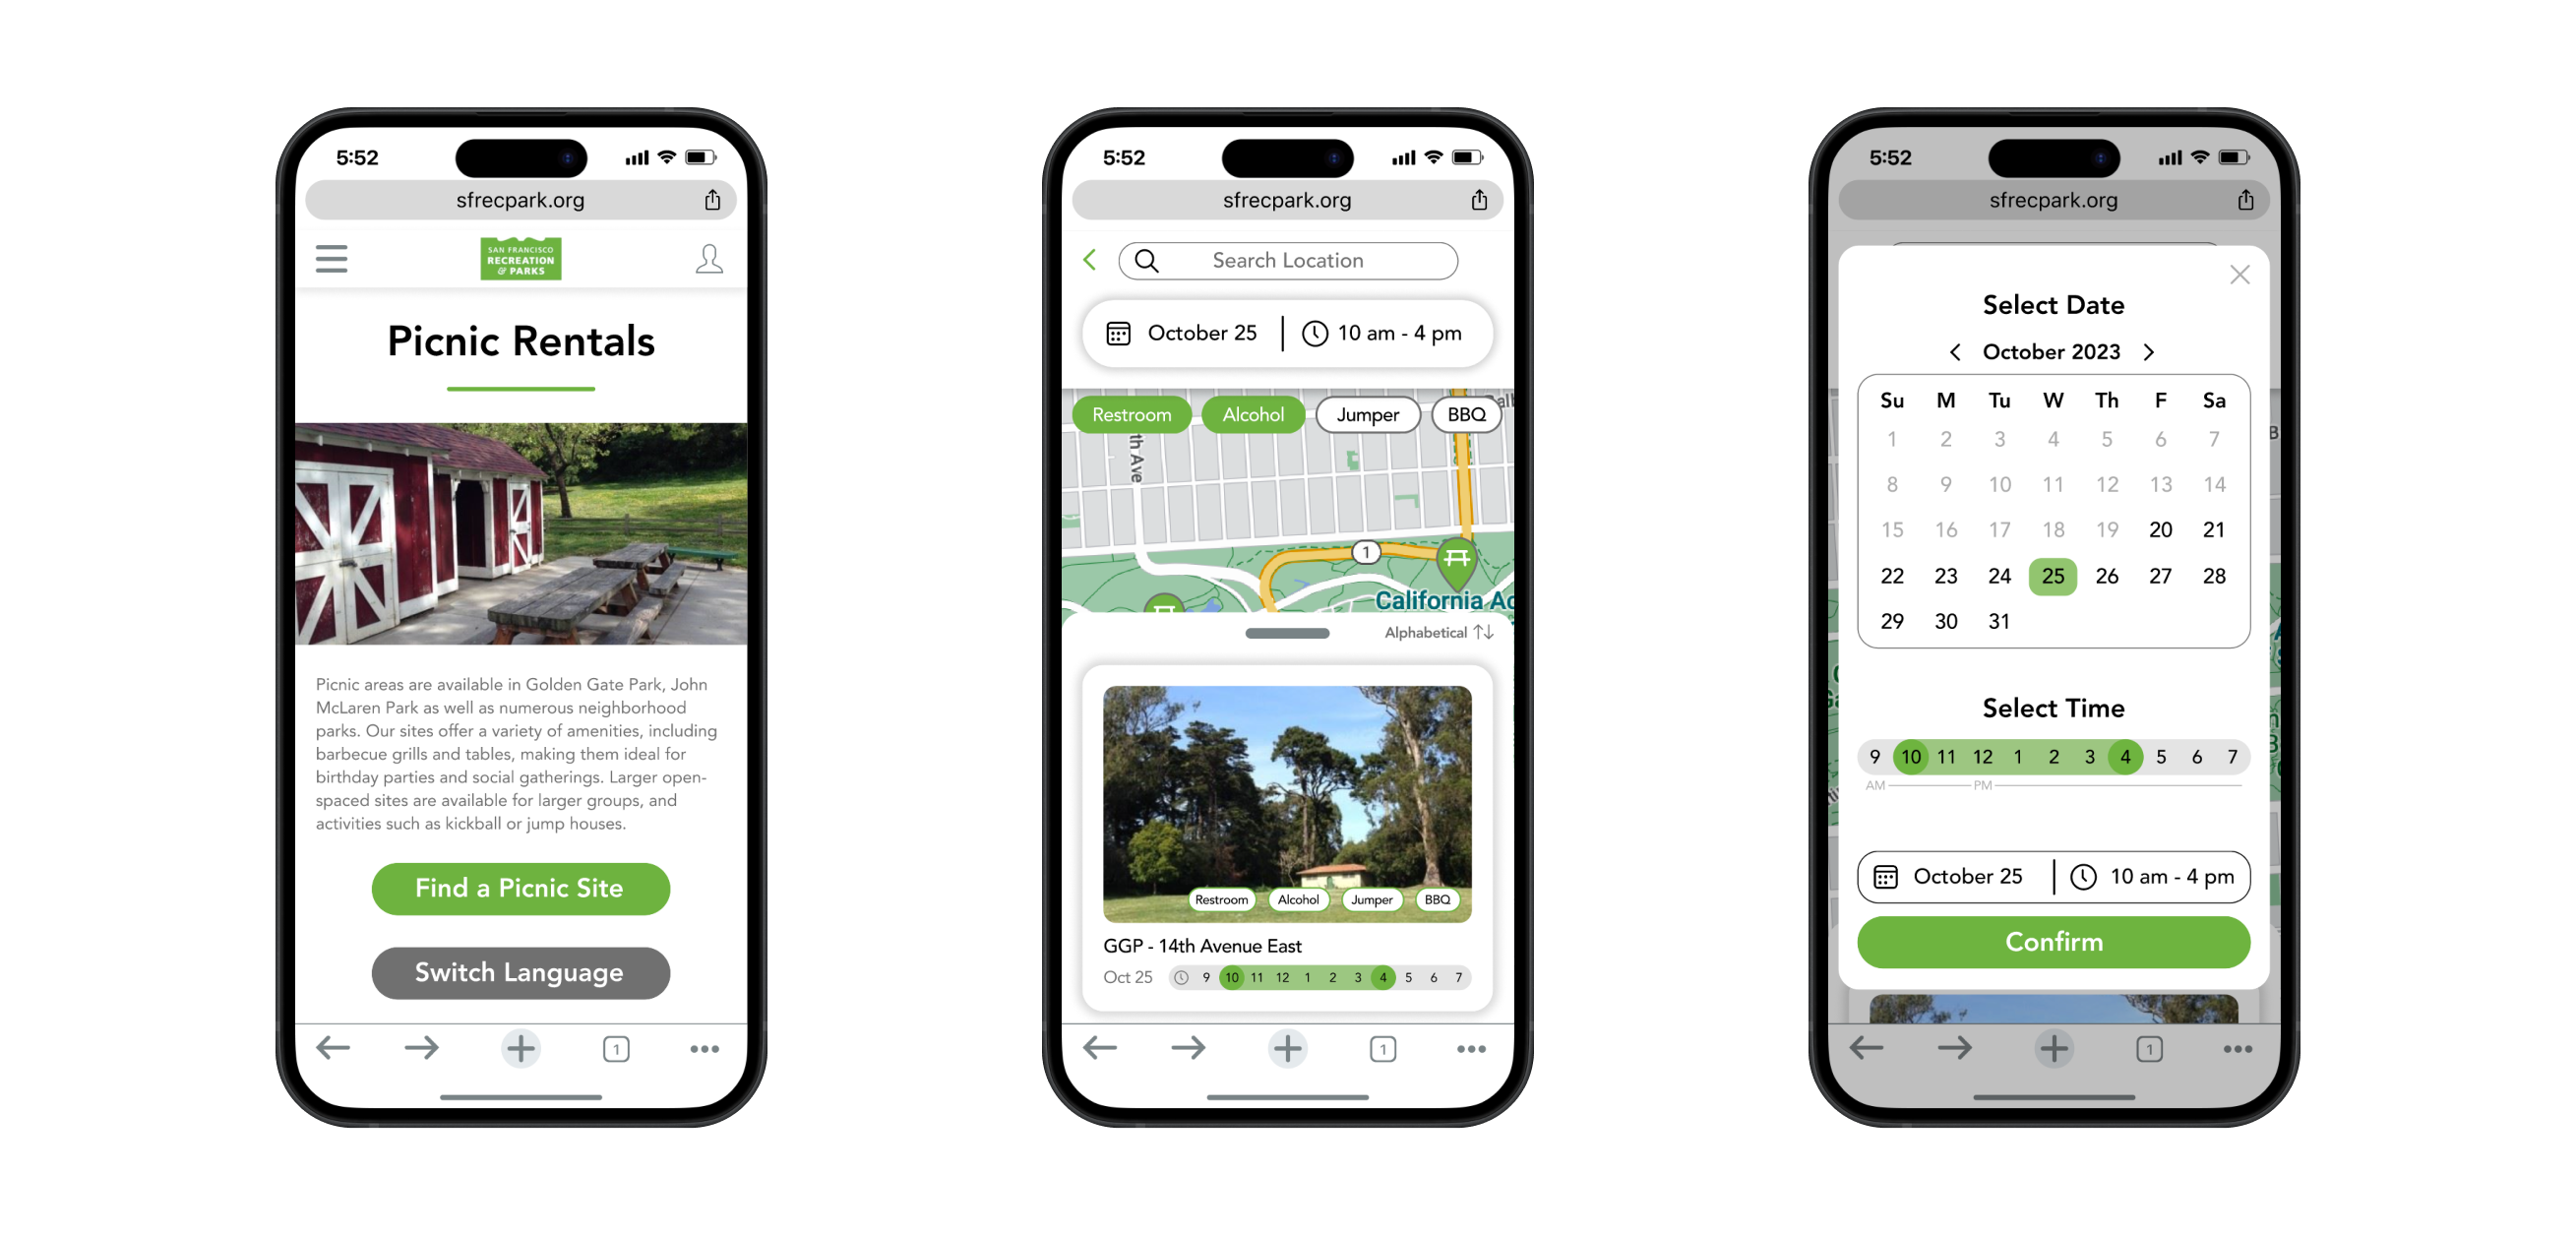 5:52
sfrecpark.org
SAN FRANCISCO
RECREATION
& PARKS
Picnic Rentals
Picnic areas are available in Golden Gate Park, John
McLaren Park as well as numerous neighborhood
parks. Our sites offer a variety of amenities, including
barbecue grills and tables, making them ideal for
birthday parties and social gatherings. Larger open-
spaced sites are available for larger groups, and
activities such as kickball or jump houses.
Find a Picnic Site
Switch Language
1
5:52
sfrecpark.org
Search Location
October 25 | 10 am - 4 pm
Restroom Alcohol Jumper BBQ
th Ave
1
California Ac
Alphabetical
Restroom Alcohol Jumper BBQ
GGP - 14th Avenue East
Oct 25 9 10 11 12 1 2 3 4 5 6 7
1
5:52
sfrecpark.org
Select Date
October 2023
Su M Tu W Th F Sa
1 2 3 4 5 6 7
8 9 10 11 12 13 14
15 16 17 18 19 20 21
22 23 24 25 26 27 28
29 30 31
Select Time
9 10 11 12 1 2 3 4 5 6 7
AM PM
October 25 | 10 am - 4 pm
Confirm
1